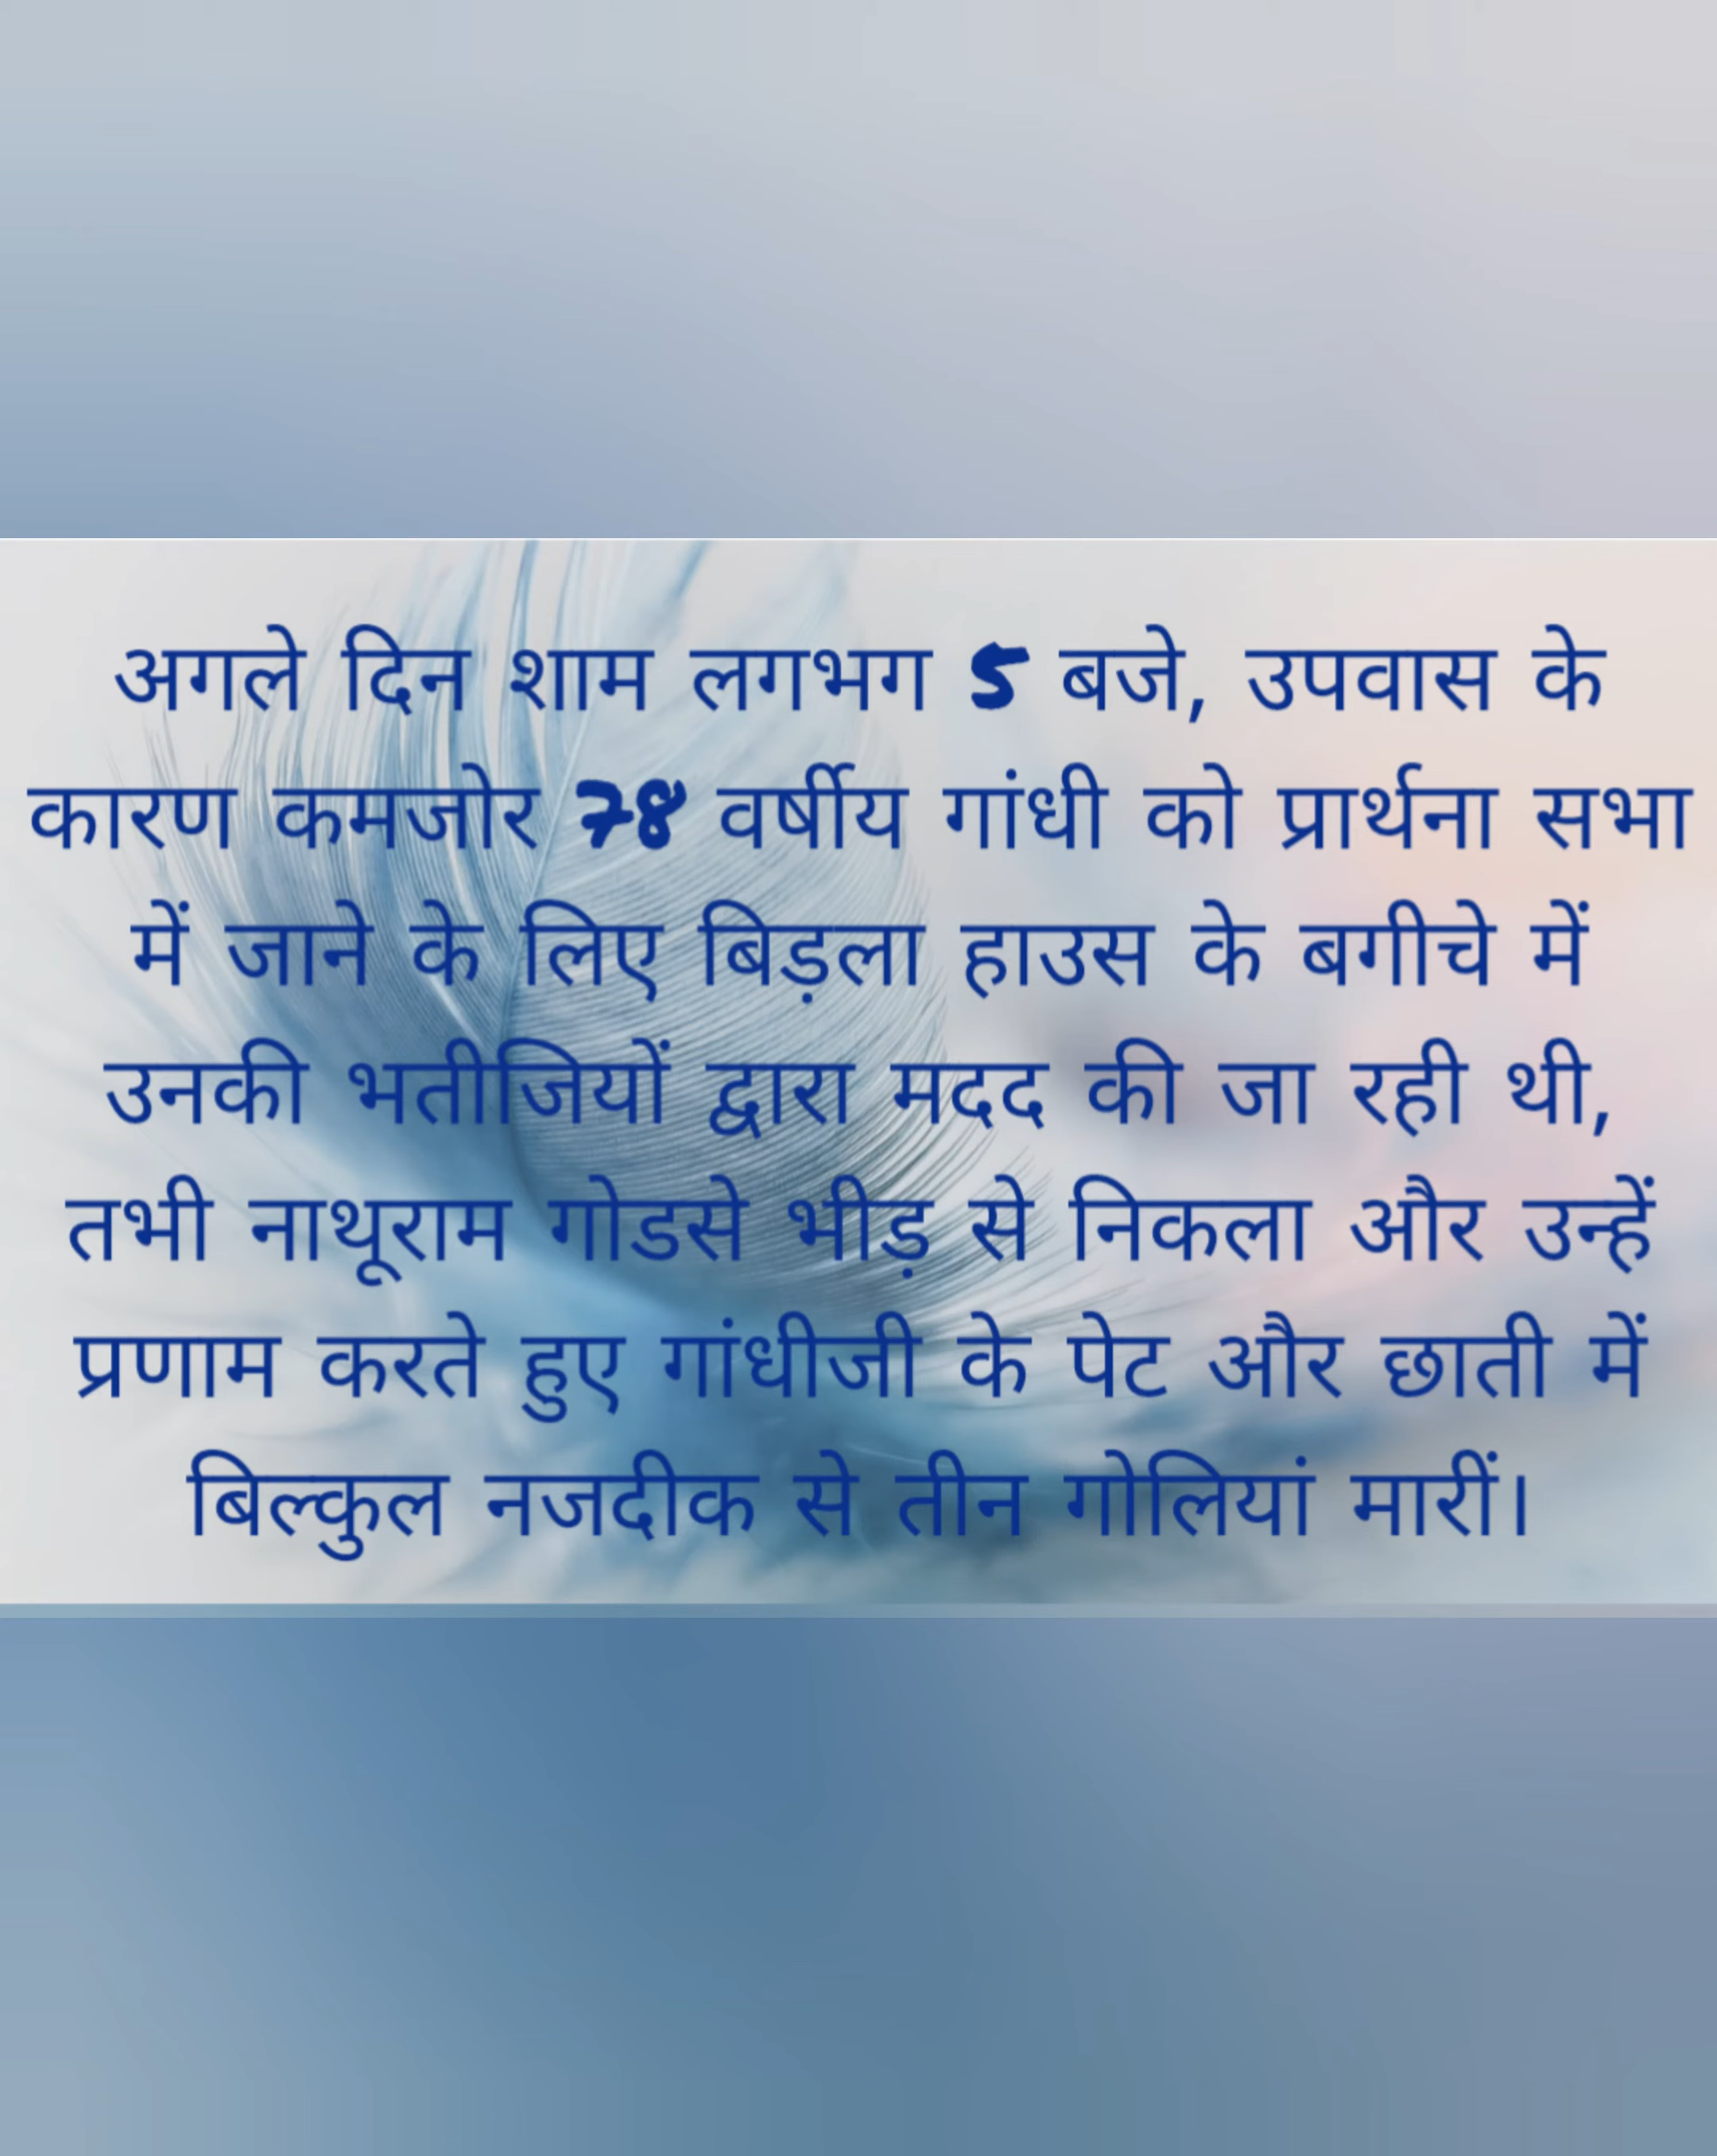 अगले दिन शाम लगभग 5 बजे, उपवास के
कारण कमजोर 78 वर्षीय गांधी को प्रार्थना सभा
में जाने के लिए बिड़ला हाउस के बगीचे में
उनकी भतीजियों द्वारा मदद की जा रही थी,
तभी नाथूराम गोडसे भीड़ से निकला और उन्हें
प्रणाम करते हुए गांधीजी के पेट और छाती में
बिल्कुल नजदीक से तीन गोलियां मारीं।